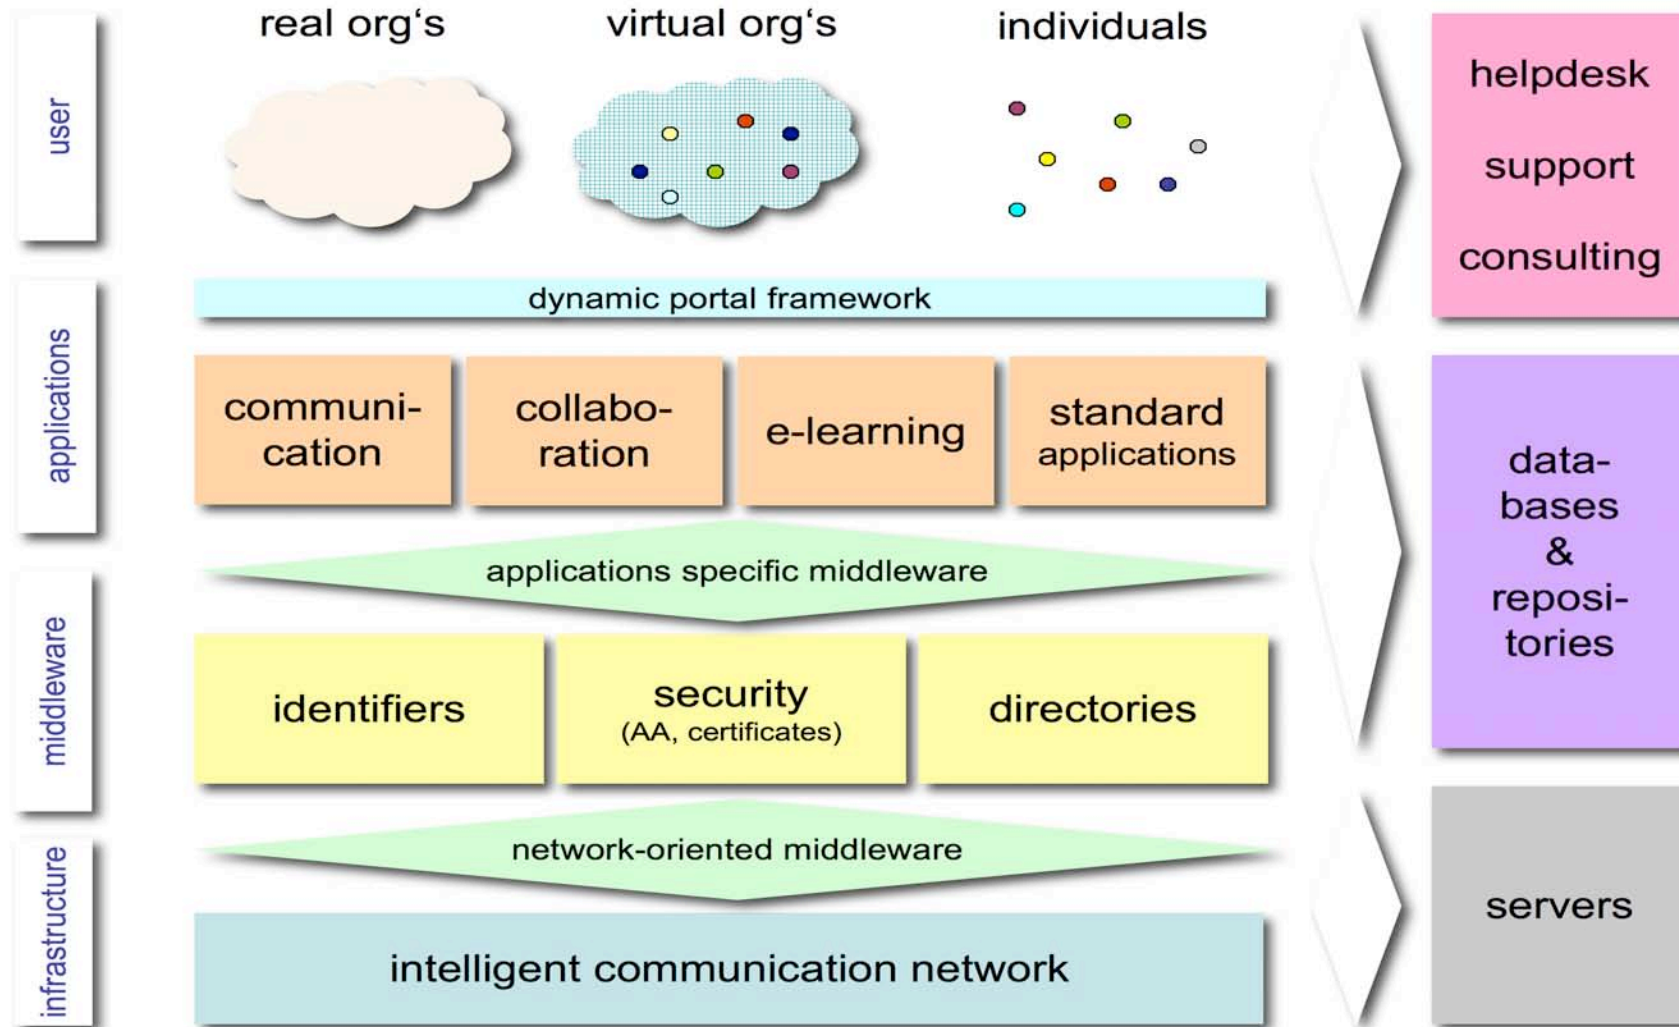 real org's
virtual org's
individuals
user
helpdesk
support
consulting
dynamic portal framework
applications
communi-
cation
collabo-
ration
e-learning
standard
applications
data-
bases
&
reposi-
tories
applications specific middleware
middleware
identifiers
security
(AA, certificates)
directories
network-oriented middleware
infrastructure
intelligent communication network
servers